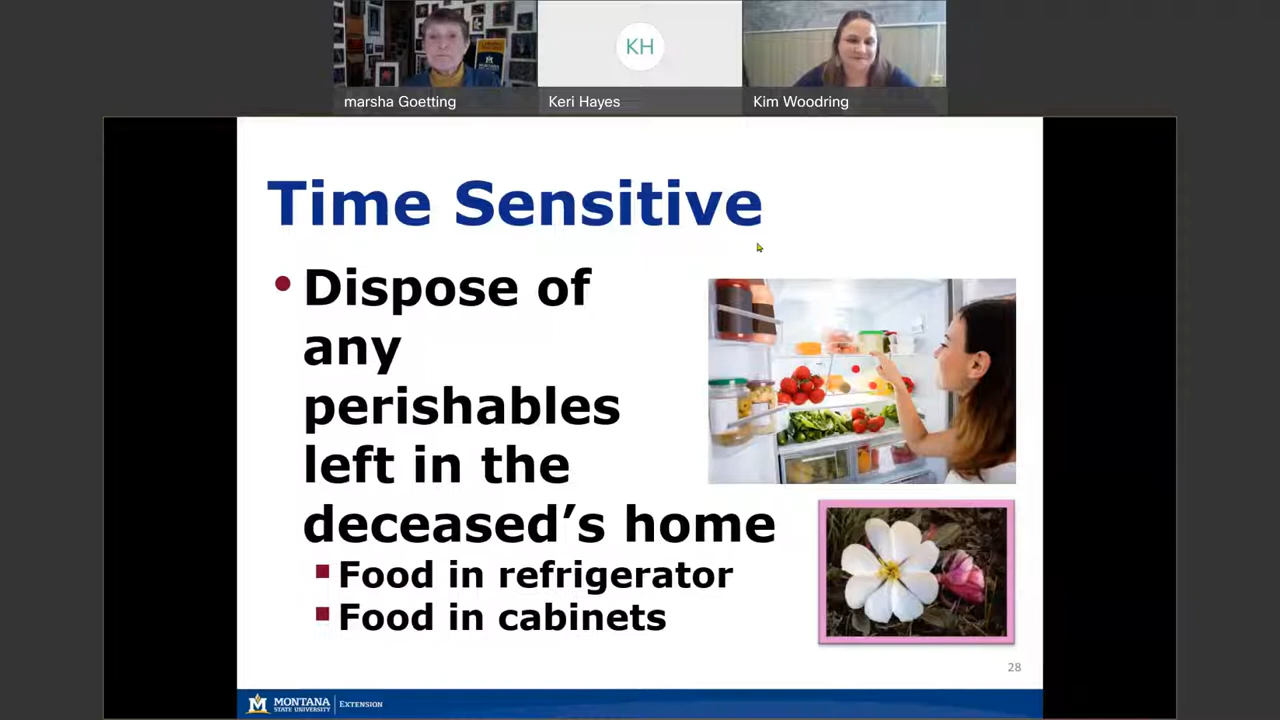 marsha Goetting
KH
Keri Hayes
Kim Woodring
Time Sensitive
• Dispose of
any
perishables
left in the
deceased’s home
▪ Food in refrigerator
▪ Food in cabinets
28
M MONTANA
STATE UNIVERSITY
EXTENSION